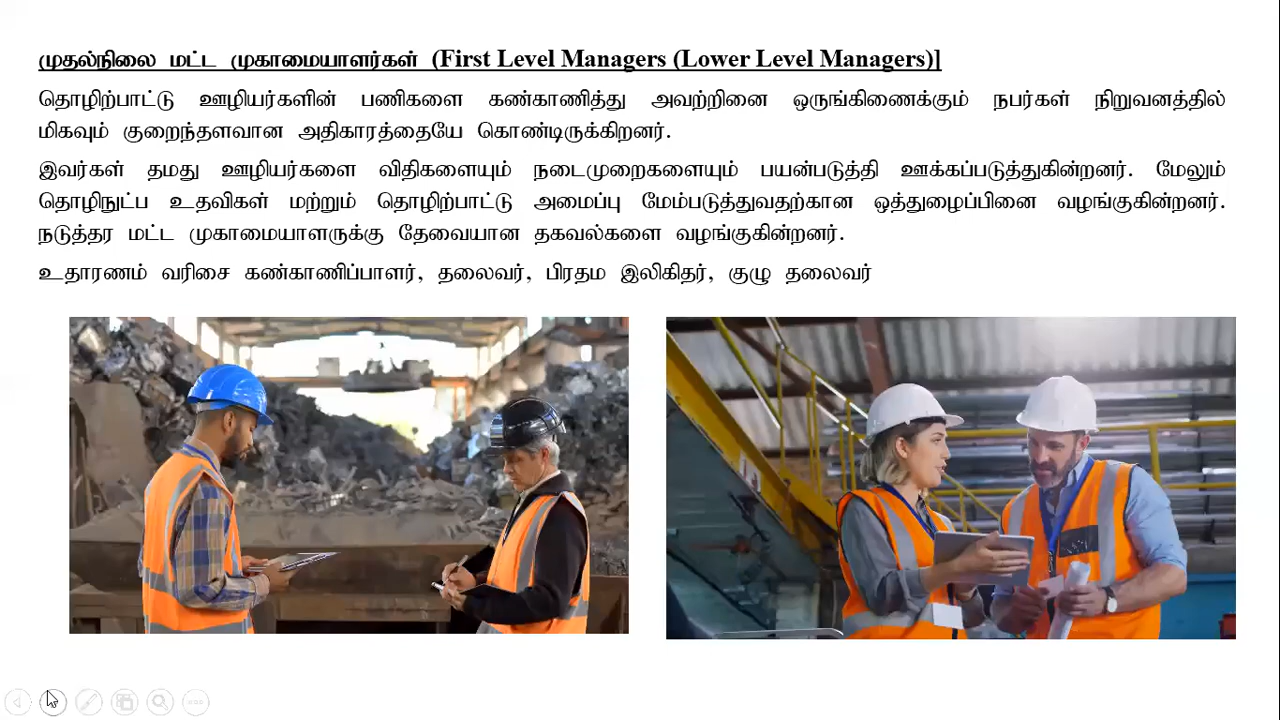 முதல்நிலை மட்ட முகாமையாளர்கள் (First Level Managers (Lower Level Managers)]
தொழிற்பாட்டு ஊழியர்களின் பணிகளை கண்காணித்து அவற்றினை ஒருங்கிணைக்கும் நபர்கள் நிறுவனத்தில்
மிகவும் குறைந்தளவான அதிகாரத்தையே கொண்டிருக்கிறனர்.
இவர்கள் தமது ஊழியர்களை விதிகளையும் நடைமுறைகளையும் பயன்படுத்தி ஊக்கப்படுத்துகின்றனர். மேலும்
தொழிநுட்ப உதவிகள் மற்றும் தொழிற்பாட்டு அமைப்பு மேம்படுத்துவதற்கான ஒத்துழைப்பினை வழங்குகின்றனர்.
நடுத்தர மட்ட முகாமையாளருக்கு தேவையான தகவல்களை வழங்குகின்றனர்.
உதாரணம் வரிசை கண்காணிப்பாளர், தலைவர், பிரதம இலிகிதர், குழு தலைவர்